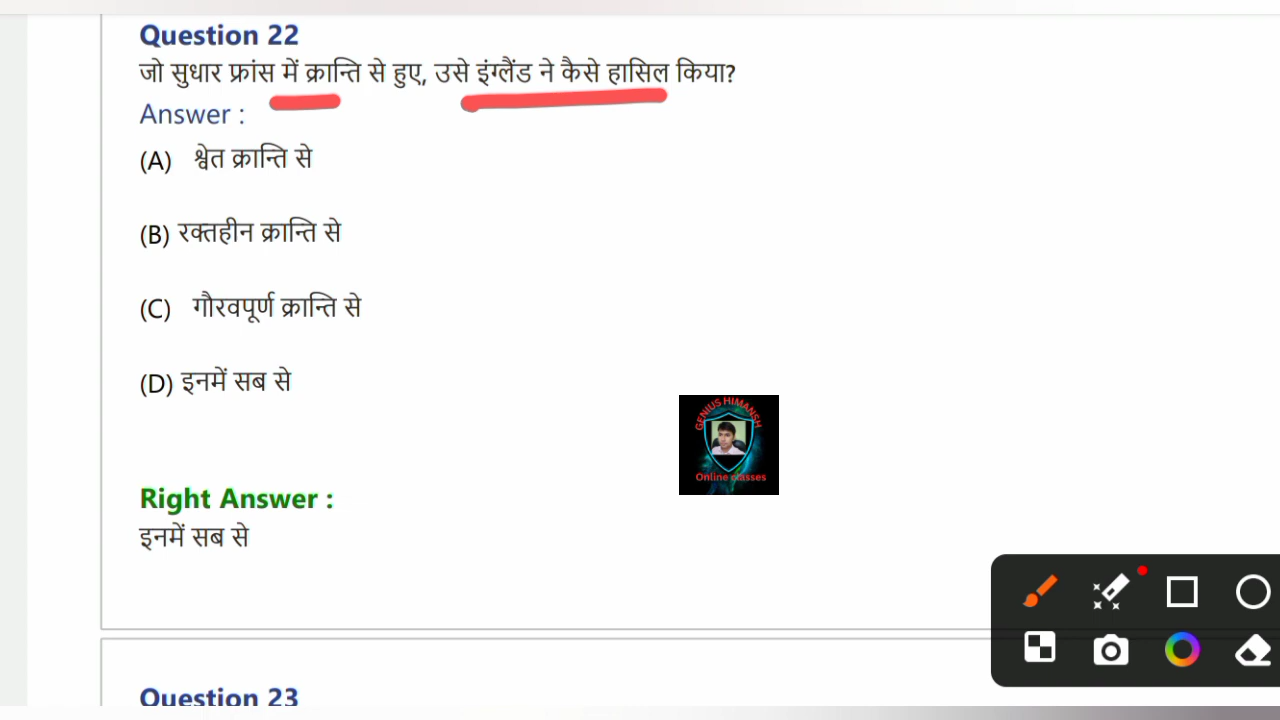 Question 22
जो सुधार फ्रांस में क्रान्ति से हुए, उसे इंग्लैंड ने कैसे हासिल किया?
Answer :
(A) श्वेत क्रान्ति से
(B) रक्तहीन क्रान्ति से
(C) गौरवपूर्ण क्रान्ति से
(D) इनमें सब से
GENIUS HIMANSH
Online classes
Right Answer :
इनमें सब से
Question 23